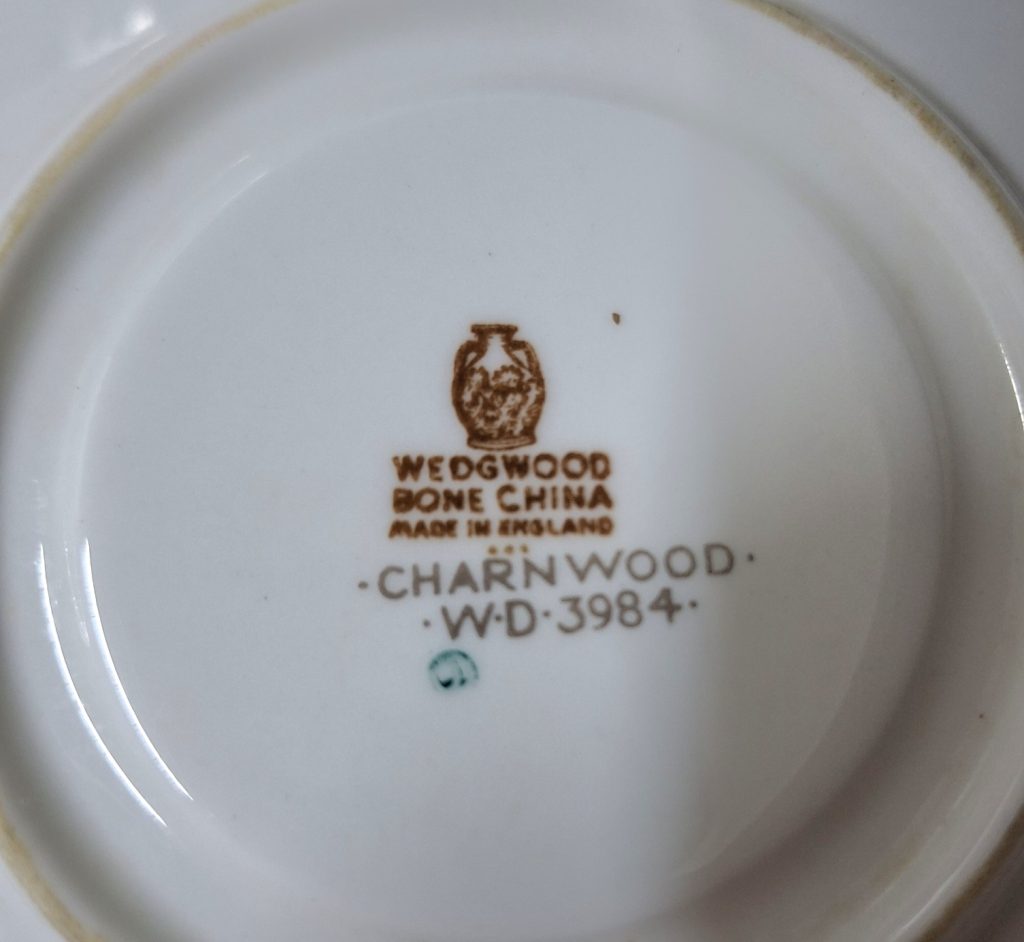 WEDGWOOD
BONE CHINA
MADE IN ENGLAND
·CHARNWOOD·
·W·D·3984·